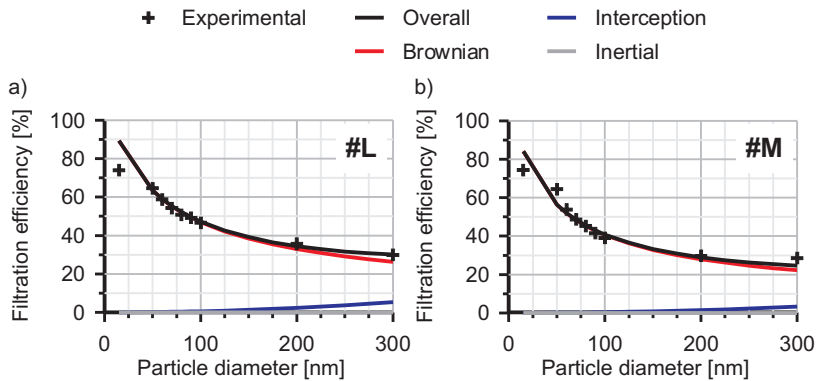 Experimental
Overall
Interception
Brownian
Inertial
a)
Filtration efficiency [%]
100
80
60
40
20
0
#L
0
100
200
300
Particle diameter [nm]
b)
Filtration efficiency [%]
100
80
60
40
20
0
#M
0
100
200
300
Particle diameter [nm]